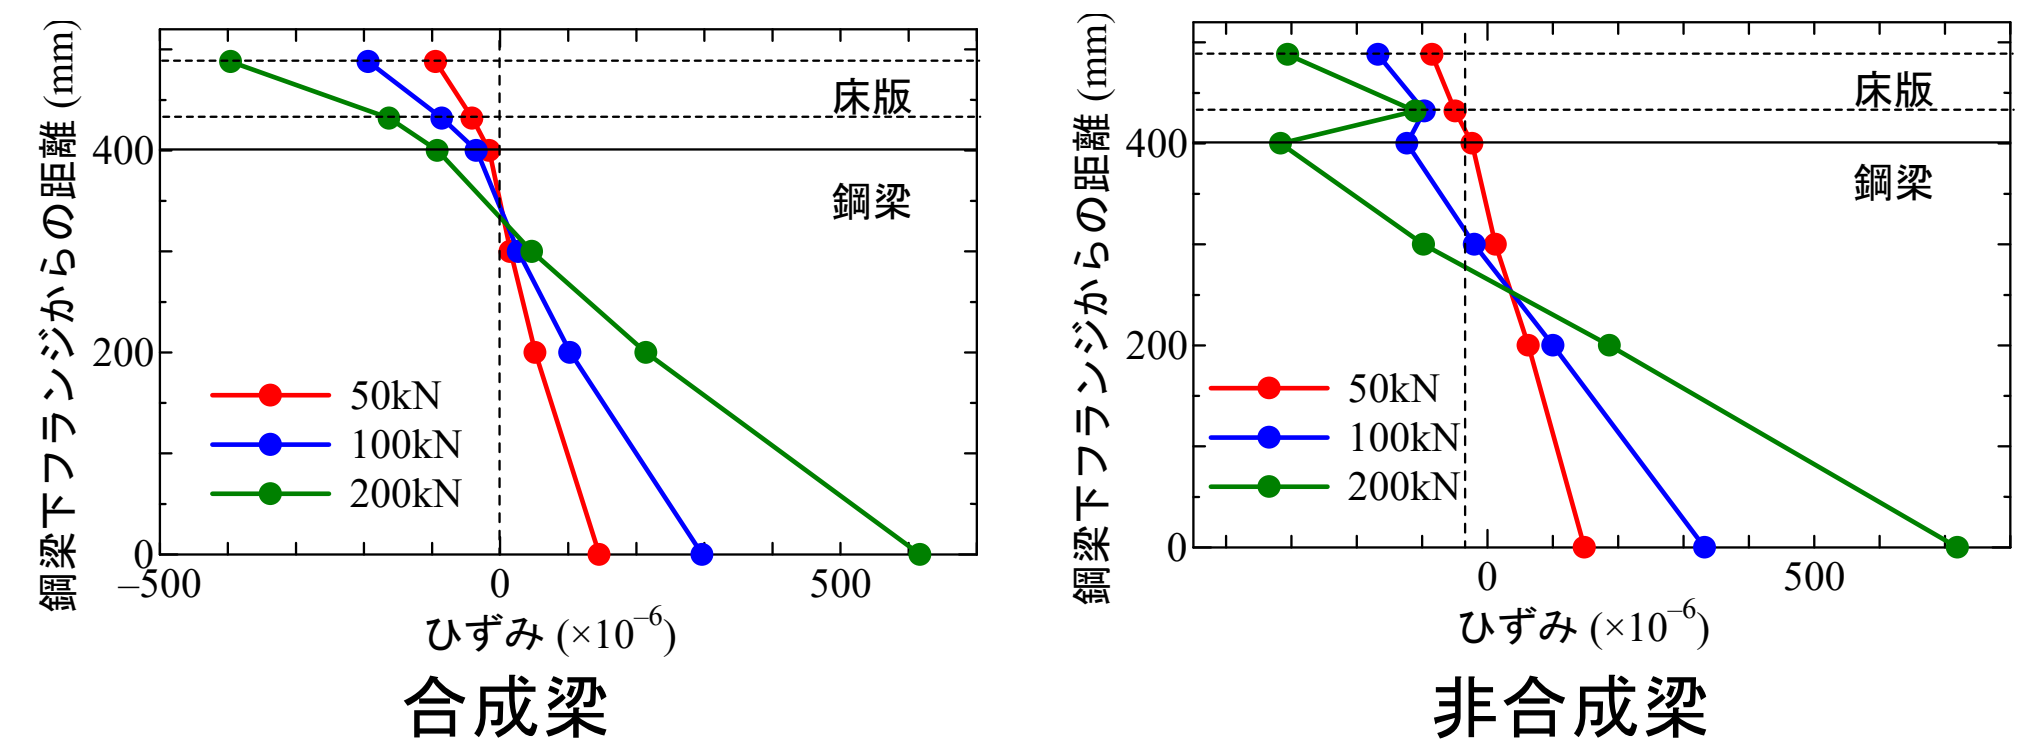 鋼梁下フランジからの距離 (mm)
400
200
0
–500
0
500
床版
鋼梁
50kN
100kN
200kN
ひずみ (×10⁻⁶)
合成梁
鋼梁下フランジからの距離 (mm)
400
200
0
0
500
床版
鋼梁
50kN
100kN
200kN
ひずみ (×10⁻⁶)
非合成梁